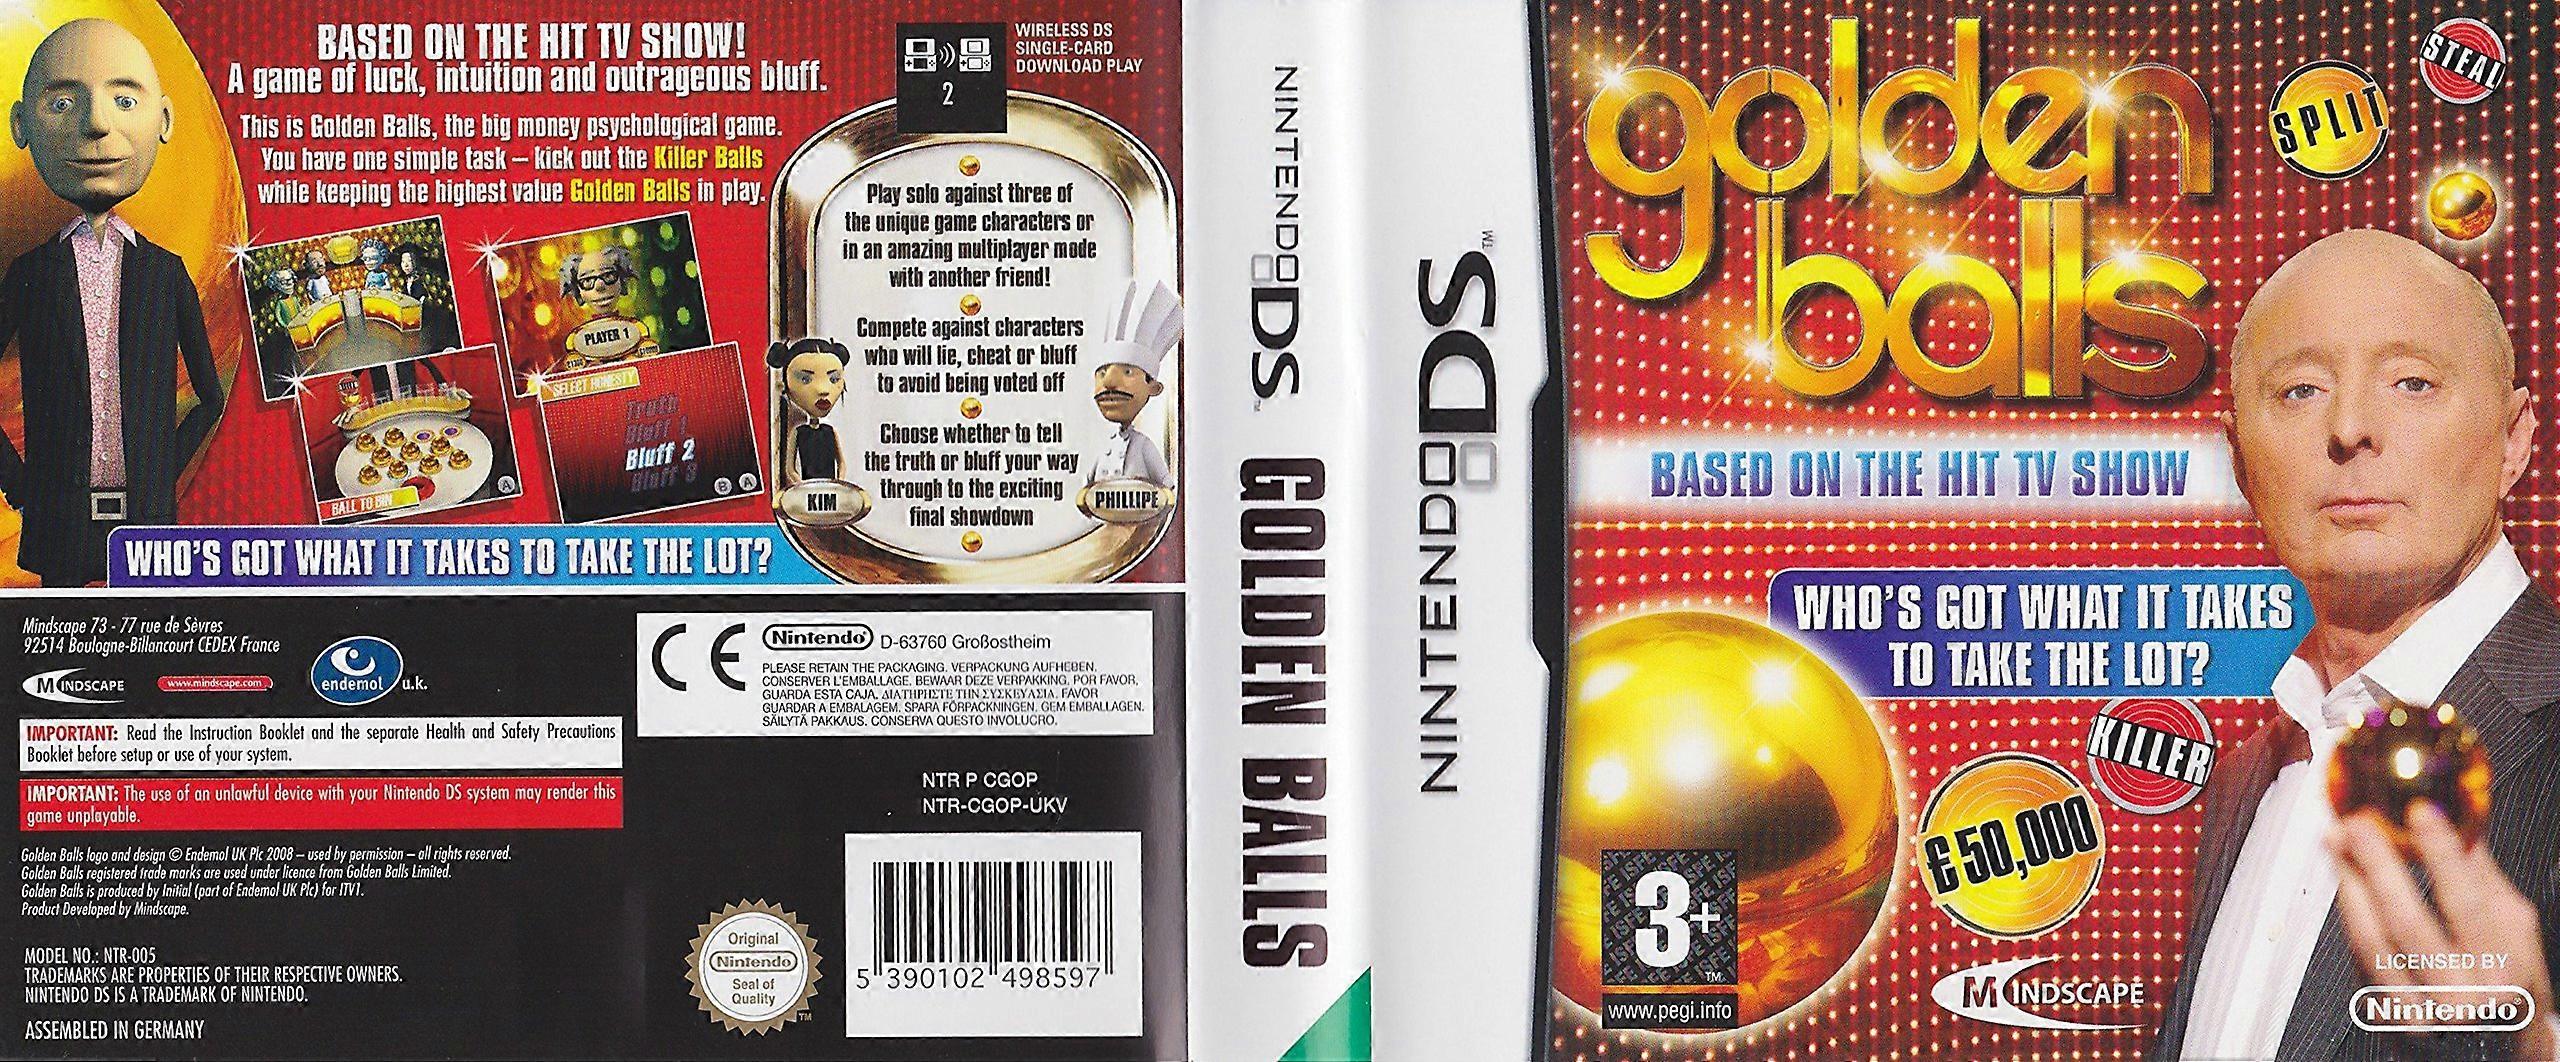 BASED ON THE HIT TV SHOW!
A game of luck, intuition and outrageous bluff.
This is Golden Balls, the big money psychological game.
You have one simple task – kick out the Killer Balls
while keeping the highest value Golden Balls in play.
2
WIRELESS DS
SINGLE-CARD
DOWNLOAD PLAY
PLAYER 1
KILLER
BALL TO BIN
A
SELECT HONESTY
Truth
Bluff 1
Bluff 2
Bluff 3
B A
Play solo against three of
the unique game characters or
in an amazing multiplayer mode
with another friend!
Compete against characters
who will lie, cheat or bluff
to avoid being voted off
Choose whether to tell
the truth or bluff your way
through to the exciting
final showdown
KIM
PHILLIPE
WHO'S GOT WHAT IT TAKES TO TAKE THE LOT?
Mindscape 73 - 77 rue de Sèvres
92514 Boulogne-Billancourt CEDEX France
MINDSCAPE
www.mindscape.com
endemol u.k.
IMPORTANT: Read the Instruction Booklet and the separate Health and Safety Precautions
Booklet before setup or use of your system.
IMPORTANT: The use of an unlawful device with your Nintendo DS system may render this
game unplayable.
Golden Balls logo and design © Endemol UK Plc 2008 – used by permission – all rights reserved.
Golden Balls registered trade marks are used under licence from Golden Balls Limited.
Golden Balls is produced by Initial (part of Endemol UK Plc) for ITV1.
Product Developed by Mindscape.
MODEL NO.: NTR-005
TRADEMARKS ARE PROPERTIES OF THEIR RESPECTIVE OWNERS.
NINTENDO DS IS A TRADEMARK OF NINTENDO.
ASSEMBLED IN GERMANY
CE
Nintendo D-63760 Großostheim
PLEASE RETAIN THE PACKAGING. VERPACKUNG AUFHEBEN.
CONSERVER L'EMBALLAGE. BEWAAR DEZE VERPAKKING. POR FAVOR,
GUARDA ESTA CAJA. ΔΙΑΤΗΡΗΣΤΕ ΤΗΝ ΣΥΣΚΕΥΑΣΙΑ. FAVOR
GUARDAR A EMBALAGEM. SPARA FÖRPACKNINGEN. GEM EMBALLAGEN.
SÄILYTÄ PAKKAUS. CONSERVA QUESTO INVOLUCRO.
NTR P CGOP
NTR-CGOP-UKV
Original
Nintendo
Seal of
Quality
TM
5 390102 498597
NINTENDO DS™
GOLDEN BALLS
NINTENDO DS™
golden
balls
SPLIT
STEAL
BASED ON THE HIT TV SHOW
WHO'S GOT WHAT IT TAKES
TO TAKE THE LOT?
KILLER
£50,000
3+
TM
www.pegi.info
MINDSCAPE
LICENSED BY
Nintendo®